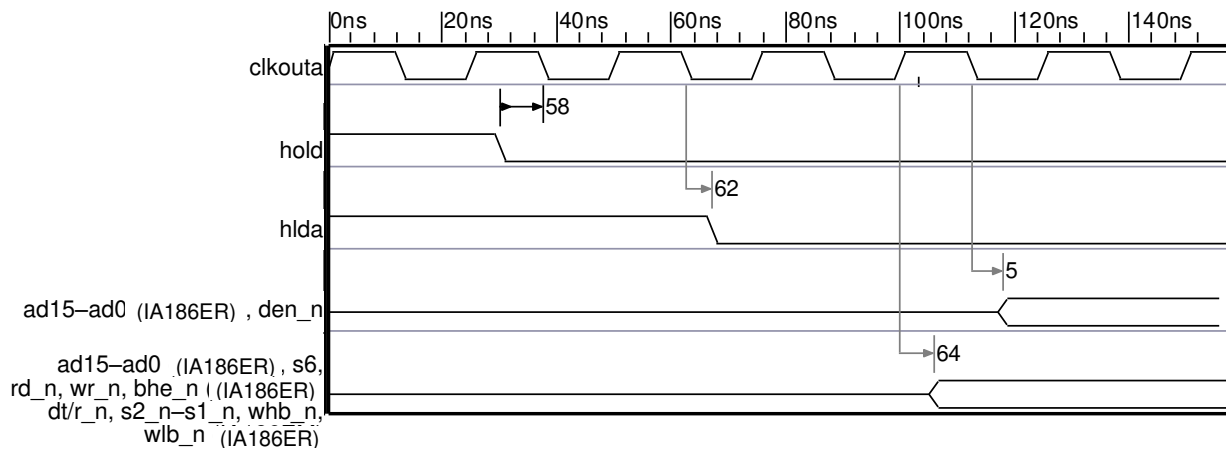 0ns 20ns 40ns 60ns 80ns 100ns 120ns 140ns
clkouta
58
hold
62
hlda
5
ad15–ad0 (IA186ER) , den_n
64
ad15–ad0 (IA186ER) , s6,
rd_n, wr_n, bhe_n ( (IA186ER)
dt/r_n, s2_n–s1_n, whb_n,
wlb_n (IA186ER)